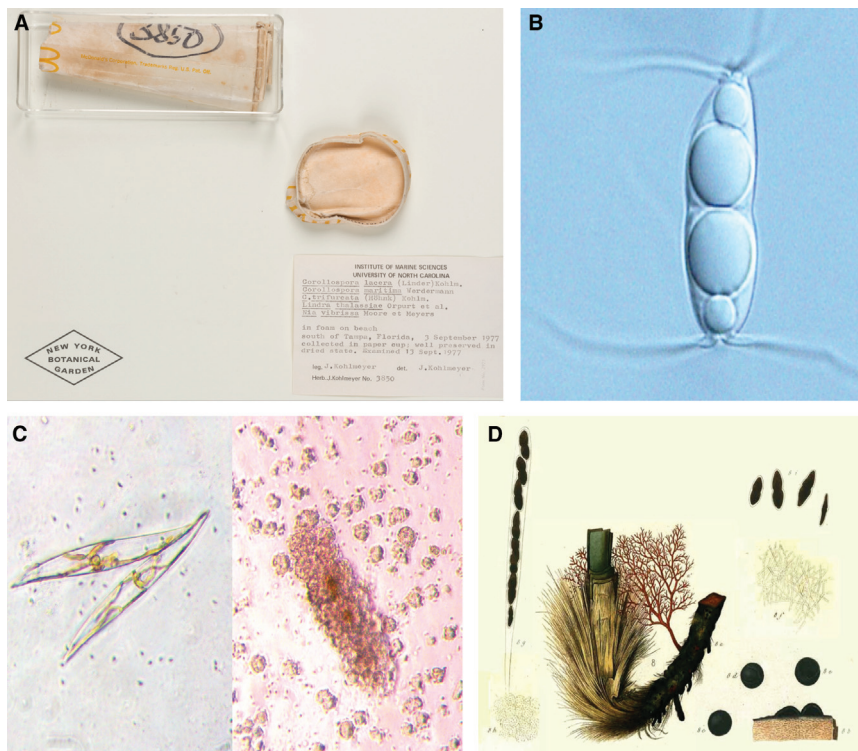 A
5850
NEW YORK
BOTANICAL
GARDEN
INSTITUTE OF MARINE SCIENCES
UNIVERSITY OF NORTH CAROLINA
Corollospora lacera (Linder) Kohlm.
Corollospora maritima Werdermann
C. trifurcata (Höhnk) Kohlm.
Lindra thalassiae Orpurt et al.
Nia vibrissa Moore et Meyers
in foam on beach
south of Tampa, Florida, 3 September 1977
collected in paper cup; well preserved in
dried state. Examined 13 Sept. 1977
leg. J. Kohlmeyer det. J. Kohlmeyer
Herb. J. Kohlmeyer No. 3850
B
C
D